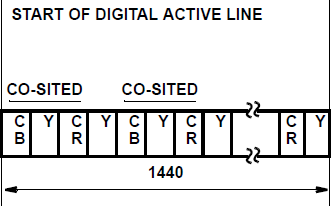 START OF DIGITAL ACTIVE LINE
CO-SITED CO-SITED
C Y C Y C Y C Y C Y
B R B R R
1440